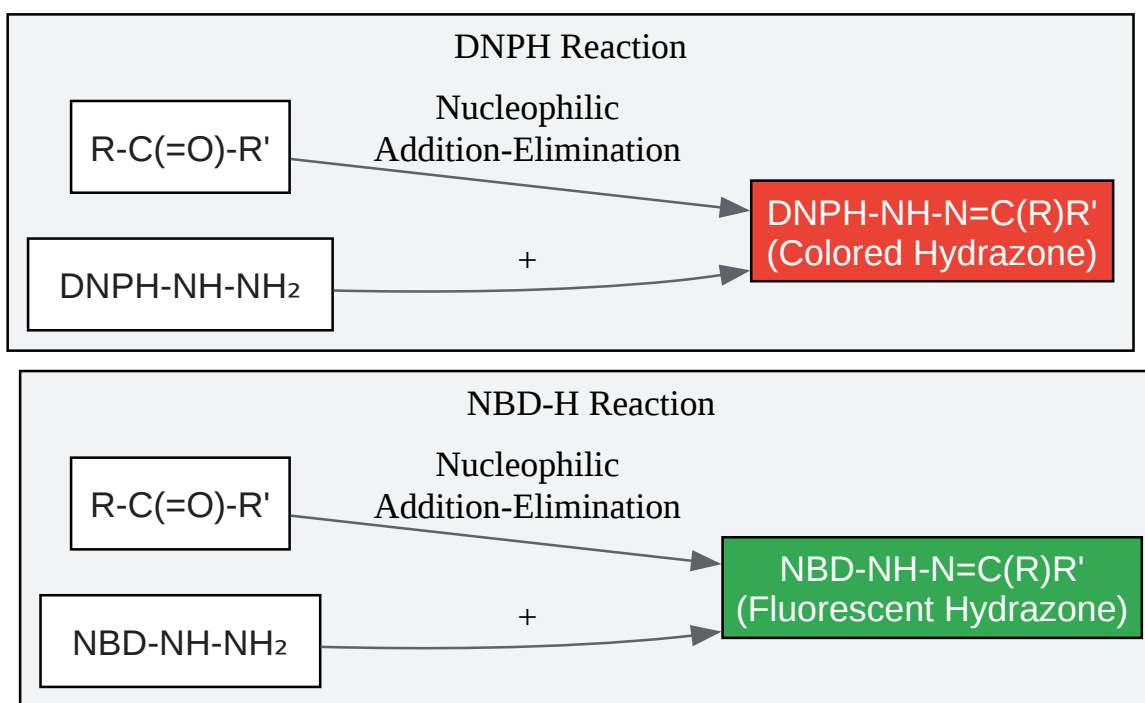 DNPH Reaction
Nucleophilic
Addition-Elimination
R-C(=O)-R'
DNPH-NH-N=C(R)R'
(Colored Hydrazone)
+
DNPH-NH-NH₂
NBD-H Reaction
Nucleophilic
Addition-Elimination
R-C(=O)-R'
NBD-NH-N=C(R)R'
(Fluorescent Hydrazone)
+
NBD-NH-NH₂